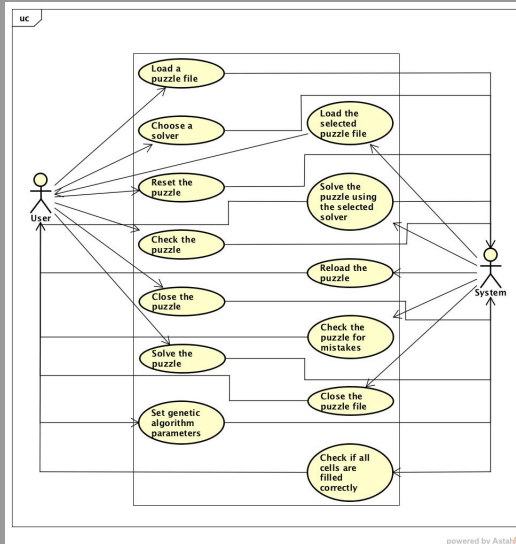 uc
Load a
puzzle file
Choose a
solver
Load the
selected
puzzle file
Reset the
puzzle
Solve the
puzzle using
the selected
solver
User
Check the
puzzle
Reload the
puzzle
System
Close the
puzzle
Check the
puzzle for
mistakes
Solve the
puzzle
Close the
puzzle file
Set genetic
algorithm
parameters
Check if all
cells are
filled
correctly
powered by Astah